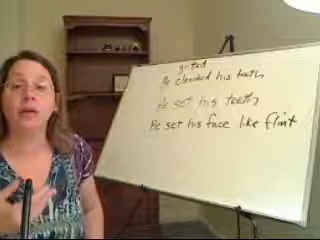 gritted
He clenched his teeth,
He set his teeth,
He set his face like flint